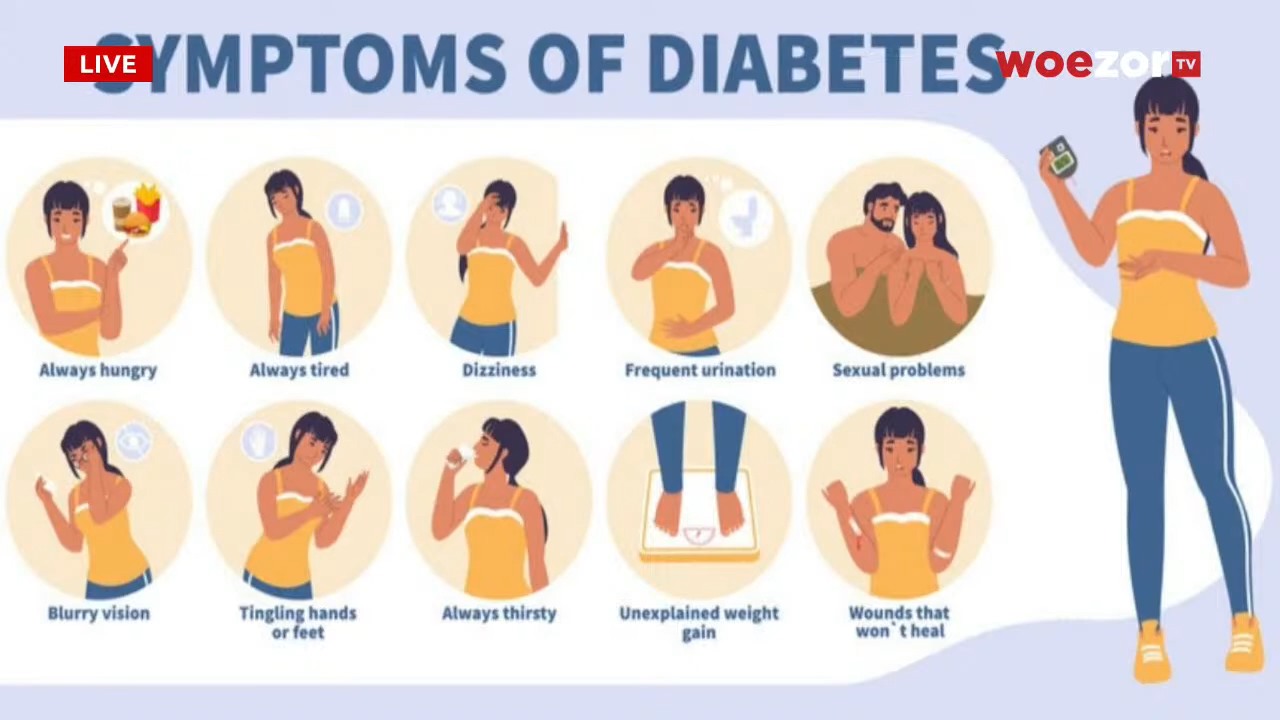 LIVE
SYMPTOMS OF DIABETES
woezor TV
Always hungry
Always tired
Dizziness
Frequent urination
Sexual problems
Blurry vision
Tingling hands
or feet
Always thirsty
Unexplained weight
gain
Wounds that
won`t heal